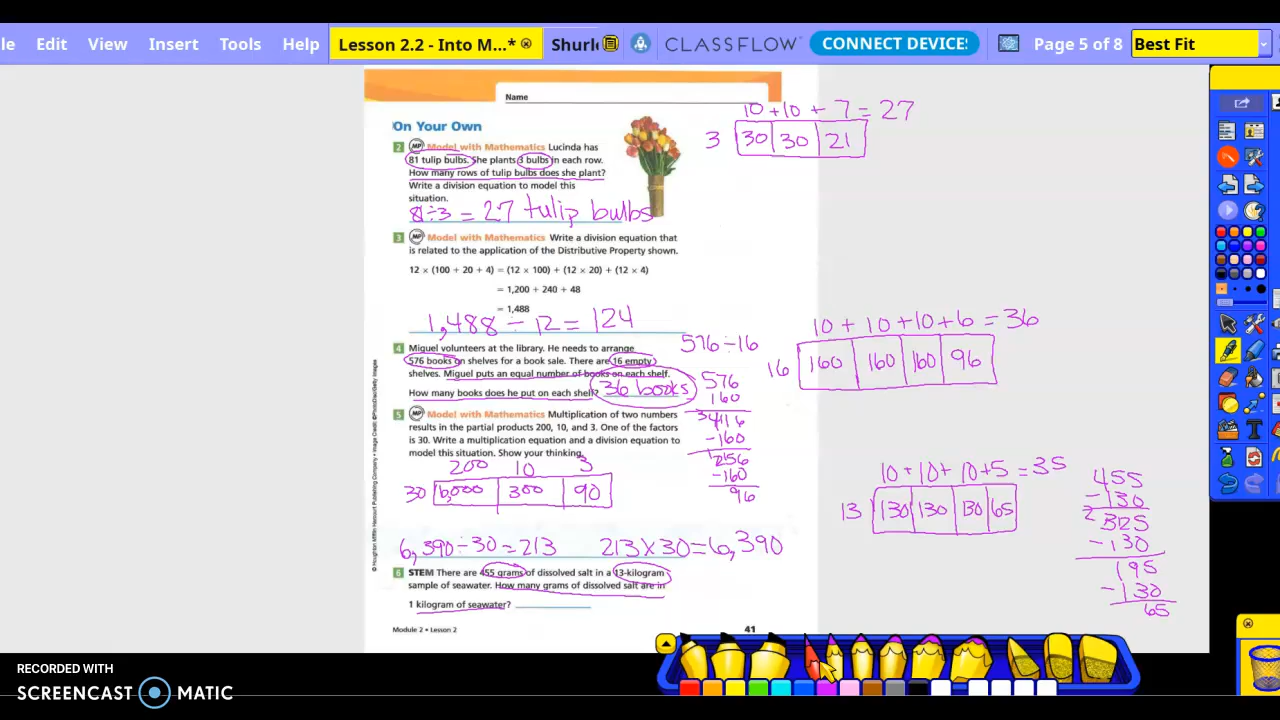 le Edit View Insert Tools Help Lesson 2.2 - Into M...* Shurle CLASSFLOW CONNECT DEVICES Page 5 of 8 Best Fit
Name
10 + 10 + 7 = 27
3 30 30 21
On Your Own
2 MP Model with Mathematics Lucinda has
81 tulip bulbs. She plants 3 bulbs in each row.
How many rows of tulip bulbs does she plant?
Write a division equation to model this
situation.
81 ÷ 3 = 27 tulip bulbs
3 MP Model with Mathematics Write a division equation that
is related to the application of the Distributive Property shown.
12 × (100 + 20 + 4) = (12 × 100) + (12 × 20) + (12 × 4)
= 1,200 + 240 + 48
= 1,488
1,488 ÷ 12 = 124
4 Miguel volunteers at the library. He needs to arrange
576 books on shelves for a book sale. There are 16 empty
shelves. Miguel puts an equal number of books on each shelf.
How many books does he put on each shelf? 36 books
576 ÷ 16
576
160
416
-160
256
-160
96
10 + 10 + 10 + 6 = 36
16 160 160 160 96
5 MP Model with Mathematics Multiplication of two numbers
results in the partial products 200, 10, and 3. One of the factors
is 30. Write a multiplication equation and a division equation to
model this situation. Show your thinking.
200 10 3
30 6,000 300 90
6,390 ÷ 30 = 213 213 x 30 = 6,390
10 + 10 + 10 + 5 = 35
13 130 130 130 65
455
-130
325
-130
195
-130
65
6 STEM There are 455 grams of dissolved salt in a 13-kilogram
sample of seawater. How many grams of dissolved salt are in
1 kilogram of seawater?
Module 2 • Lesson 2 41
© Houghton Mifflin Harcourt Publishing Company
RECORDED WITH
SCREENCAST MATIC